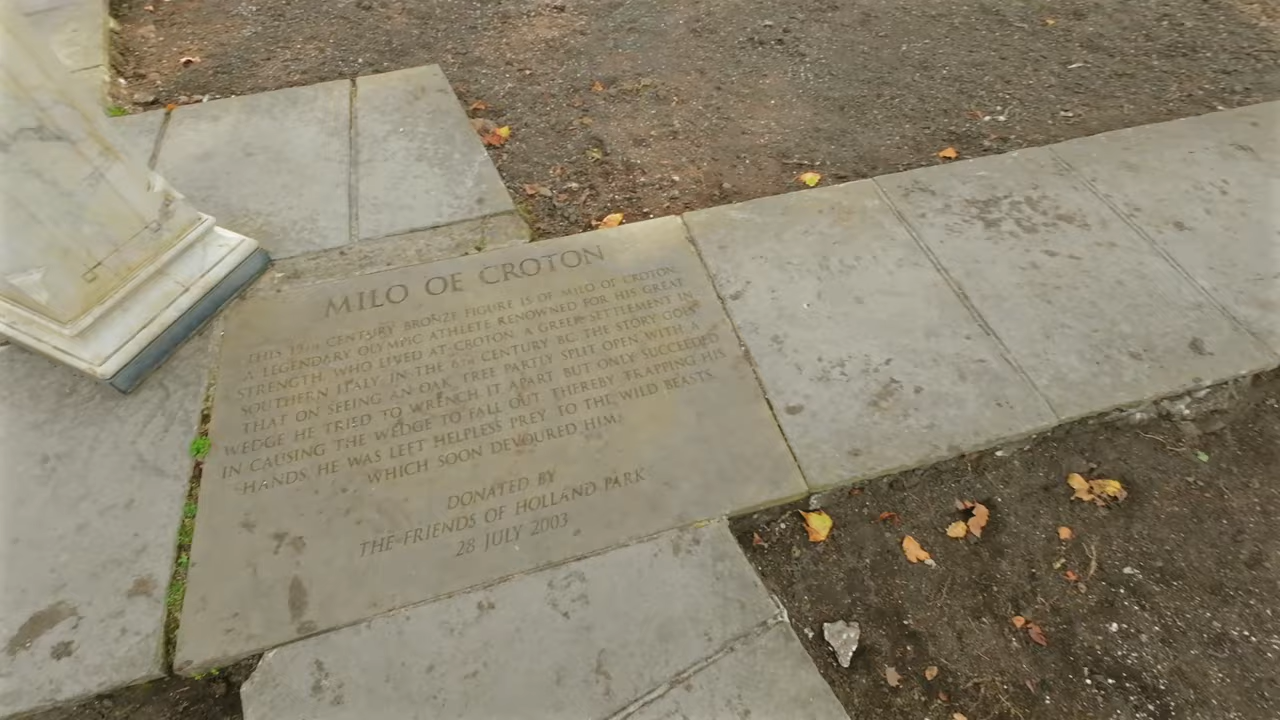 MILO OF CROTON
THIS 19TH CENTURY BRONZE FIGURE IS OF MILO OF CROTON,
A LEGENDARY OLYMPIC ATHLETE RENOWNED FOR HIS GREAT
STRENGTH, WHO LIVED AT CROTON, A GREEK SETTLEMENT IN
SOUTHERN ITALY, IN THE 6TH CENTURY BC. THE STORY GOES
THAT ON SEEING AN OAK TREE PARTLY SPLIT OPEN WITH A
WEDGE HE TRIED TO WRENCH IT APART BUT ONLY SUCCEEDED
IN CAUSING THE WEDGE TO FALL OUT THEREBY TRAPPING HIS
HANDS. HE WAS LEFT HELPLESS PREY TO THE WILD BEASTS,
WHICH SOON DEVOURED HIM.
DONATED BY
THE FRIENDS OF HOLLAND PARK
28 JULY 2003